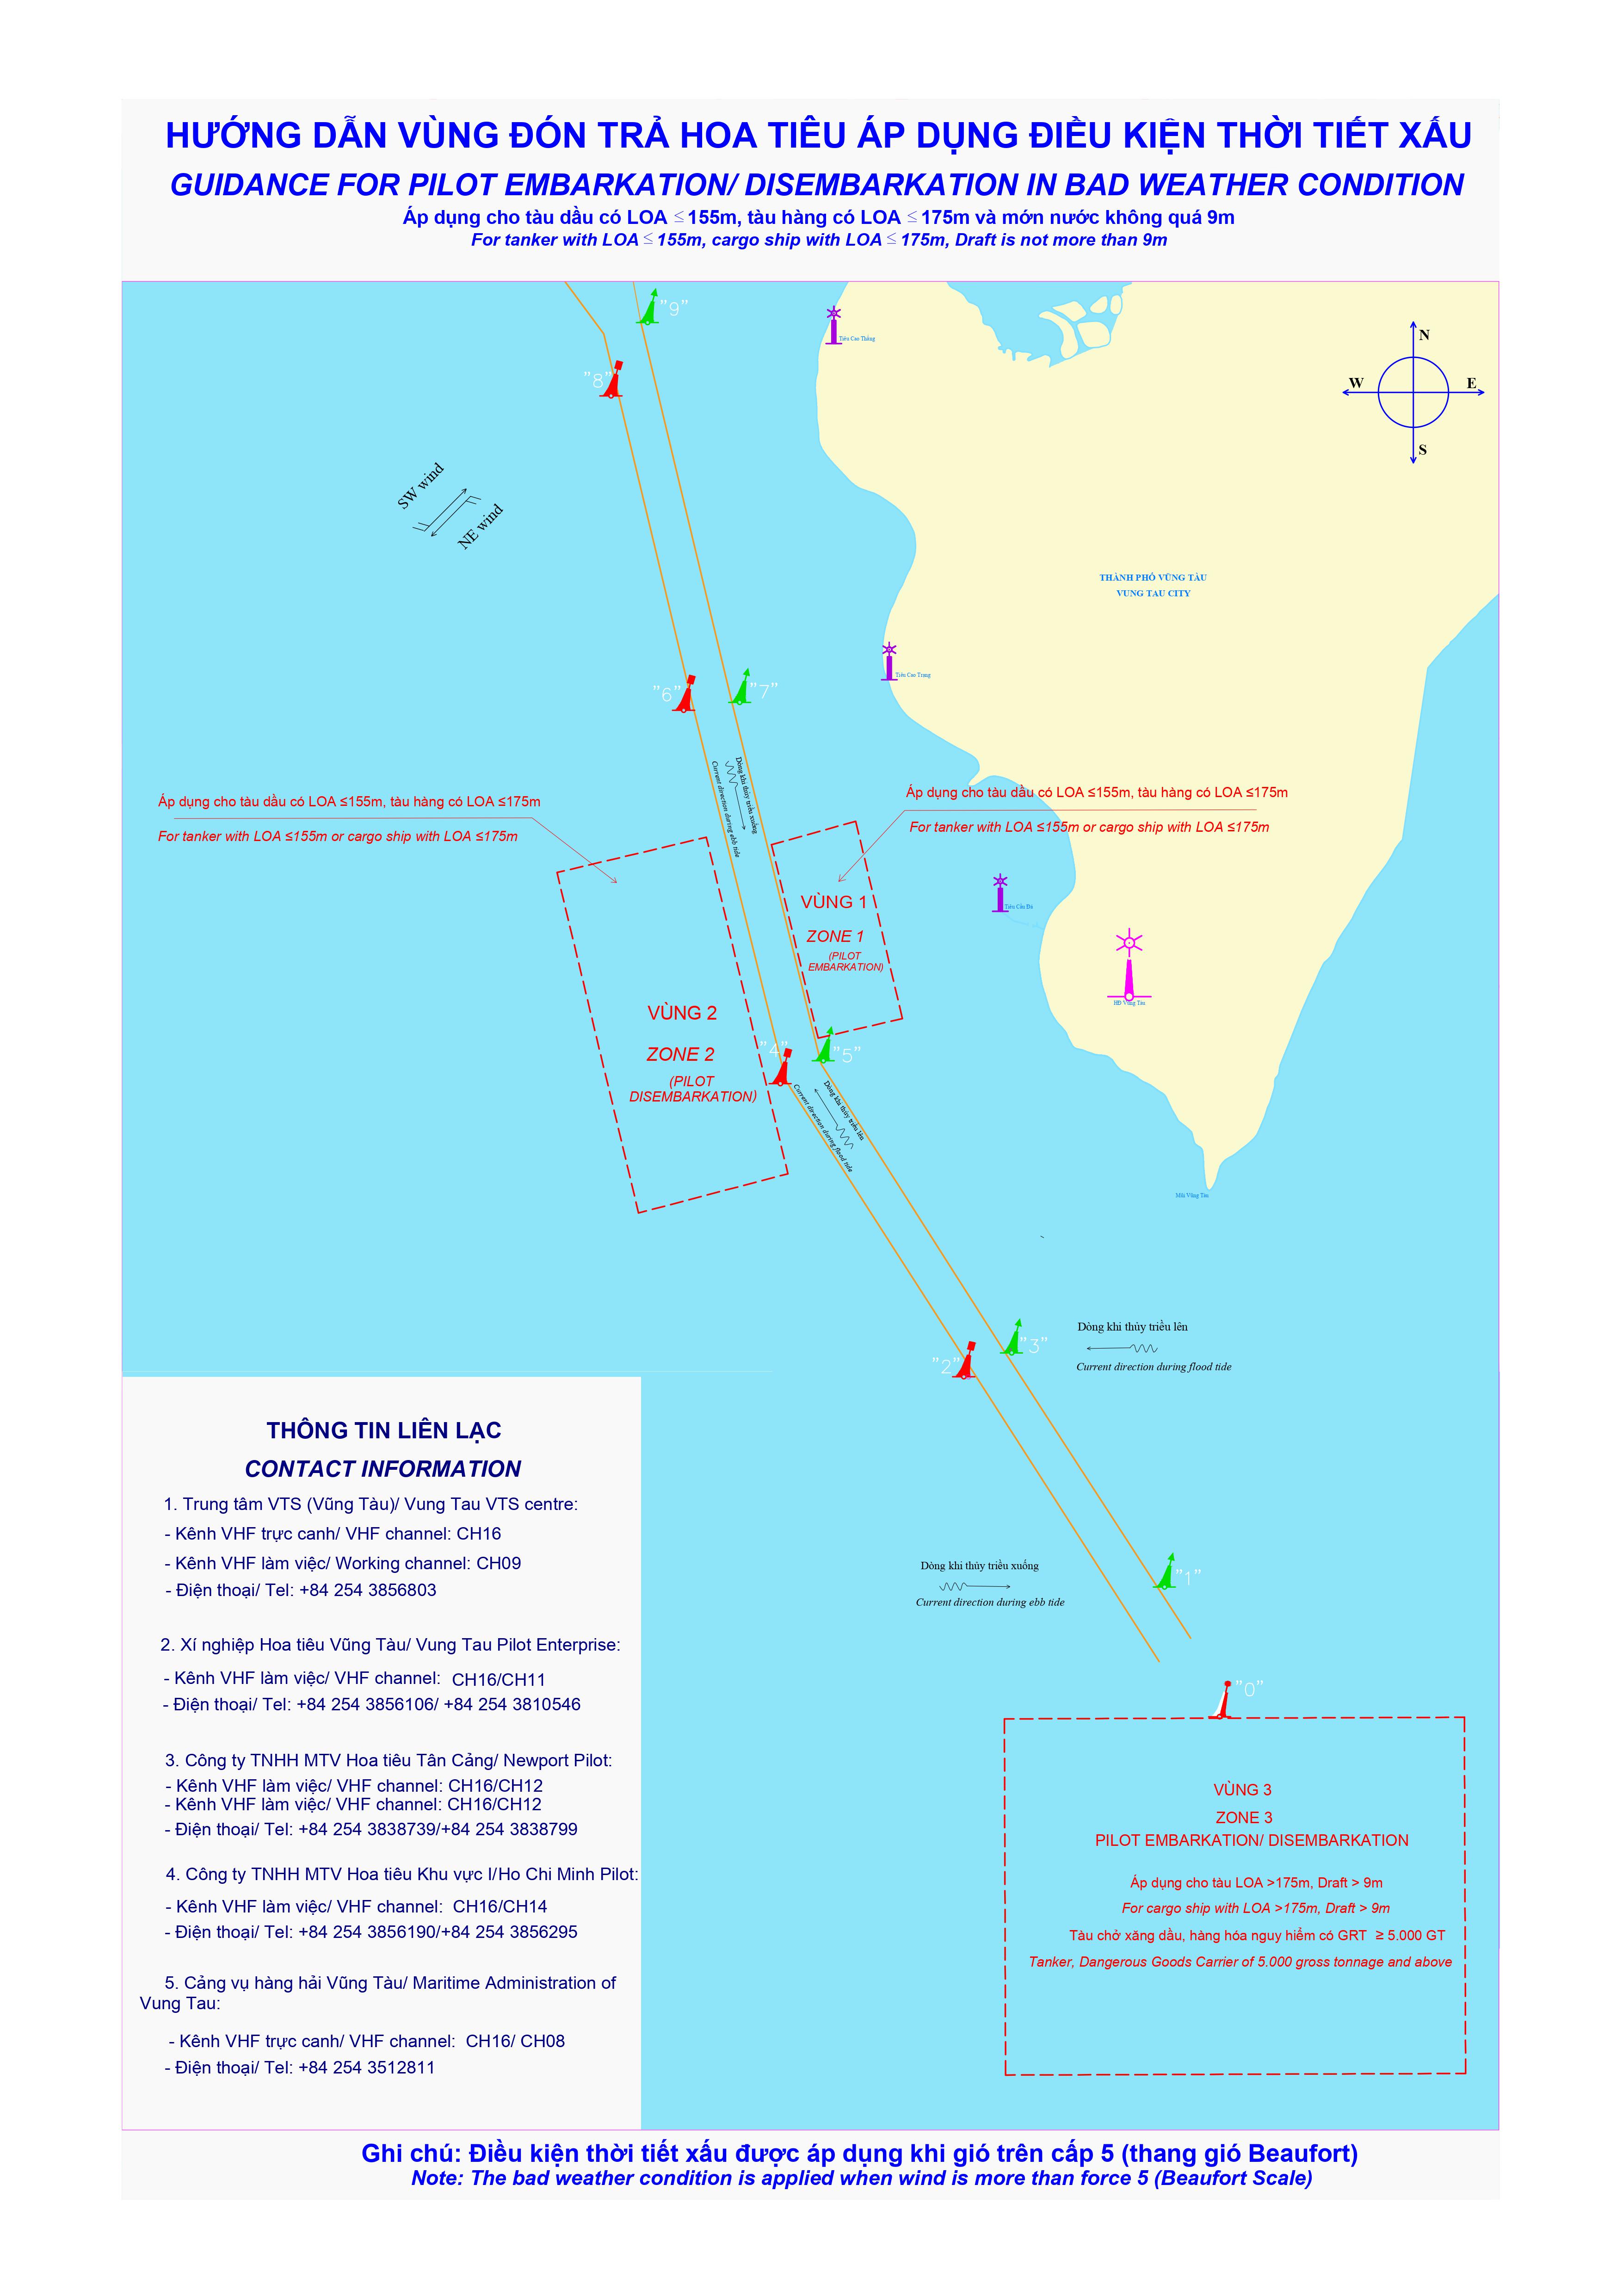 HƯỚNG DẪN VÙNG ĐÓN TRẢ HOA TIÊU ÁP DỤNG ĐIỀU KIỆN THỜI TIẾT XẤU
GUIDANCE FOR PILOT EMBARKATION/ DISEMBARKATION IN BAD WEATHER CONDITION
Áp dụng cho tàu dầu có LOA ≤ 155m, tàu hàng có LOA ≤ 175m và mớn nước không quá 9m
For tanker with LOA ≤ 155m, cargo ship with LOA ≤ 175m, Draft is not more than 9m
"9"
Tiêu Cao Thắng
N
W
E
S
"8"
SW wind
NE wind
THÀNH PHỐ VŨNG TÀU
VUNG TAU CITY
Tiêu Cao Trạng
"6"
"7"
Dòng khi thủy triều xuống
Current direction during ebb tide
Áp dụng cho tàu dầu có LOA ≤155m, tàu hàng có LOA ≤175m
For tanker with LOA ≤155m or cargo ship with LOA ≤175m
Áp dụng cho tàu dầu có LOA ≤155m, tàu hàng có LOA ≤175m
For tanker with LOA ≤155m or cargo ship with LOA ≤175m
VÙNG 1
ZONE 1
(PILOT
EMBARKATION)
Tiêu Cầu Đá
HĐ Vũng Tàu
VÙNG 2
ZONE 2
(PILOT
DISEMBARKATION)
"4"
"5"
Dòng khi thủy triều lên
Current direction during flood tide
Mũi Vũng Tàu
"2"
"3"
Dòng khi thủy triều lên
Current direction during flood tide
Dòng khi thủy triều xuống
Current direction during ebb tide
"1"
"0"
VÙNG 3
ZONE 3
PILOT EMBARKATION/ DISEMBARKATION
Áp dụng cho tàu LOA >175m, Draft > 9m
For cargo ship with LOA >175m, Draft > 9m
Tàu chở xăng dầu, hàng hóa nguy hiểm có GRT ≥ 5.000 GT
Tanker, Dangerous Goods Carrier of 5.000 gross tonnage and above
THÔNG TIN LIÊN LẠC
CONTACT INFORMATION
1. Trung tâm VTS (Vũng Tàu)/ Vung Tau VTS centre:
- Kênh VHF trực canh/ VHF channel: CH16
- Kênh VHF làm việc/ Working channel: CH09
- Điện thoại/ Tel: +84 254 3856803
2. Xí nghiệp Hoa tiêu Vũng Tàu/ Vung Tau Pilot Enterprise:
- Kênh VHF làm việc/ VHF channel: CH16/CH11
- Điện thoại/ Tel: +84 254 3856106/ +84 254 3810546
3. Công ty TNHH MTV Hoa tiêu Tân Cảng/ Newport Pilot:
- Kênh VHF làm việc/ VHF channel: CH16/CH12
- Kênh VHF làm việc/ VHF channel: CH16/CH12
- Điện thoại/ Tel: +84 254 3838739/+84 254 3838799
4. Công ty TNHH MTV Hoa tiêu Khu vực I/Ho Chi Minh Pilot:
- Kênh VHF làm việc/ VHF channel: CH16/CH14
- Điện thoại/ Tel: +84 254 3856190/+84 254 3856295
5. Cảng vụ hàng hải Vũng Tàu/ Maritime Administration of
Vung Tau:
- Kênh VHF trực canh/ VHF channel: CH16/ CH08
- Điện thoại/ Tel: +84 254 3512811
Ghi chú: Điều kiện thời tiết xấu được áp dụng khi gió trên cấp 5 (thang gió Beaufort)
Note: The bad weather condition is applied when wind is more than force 5 (Beaufort Scale)